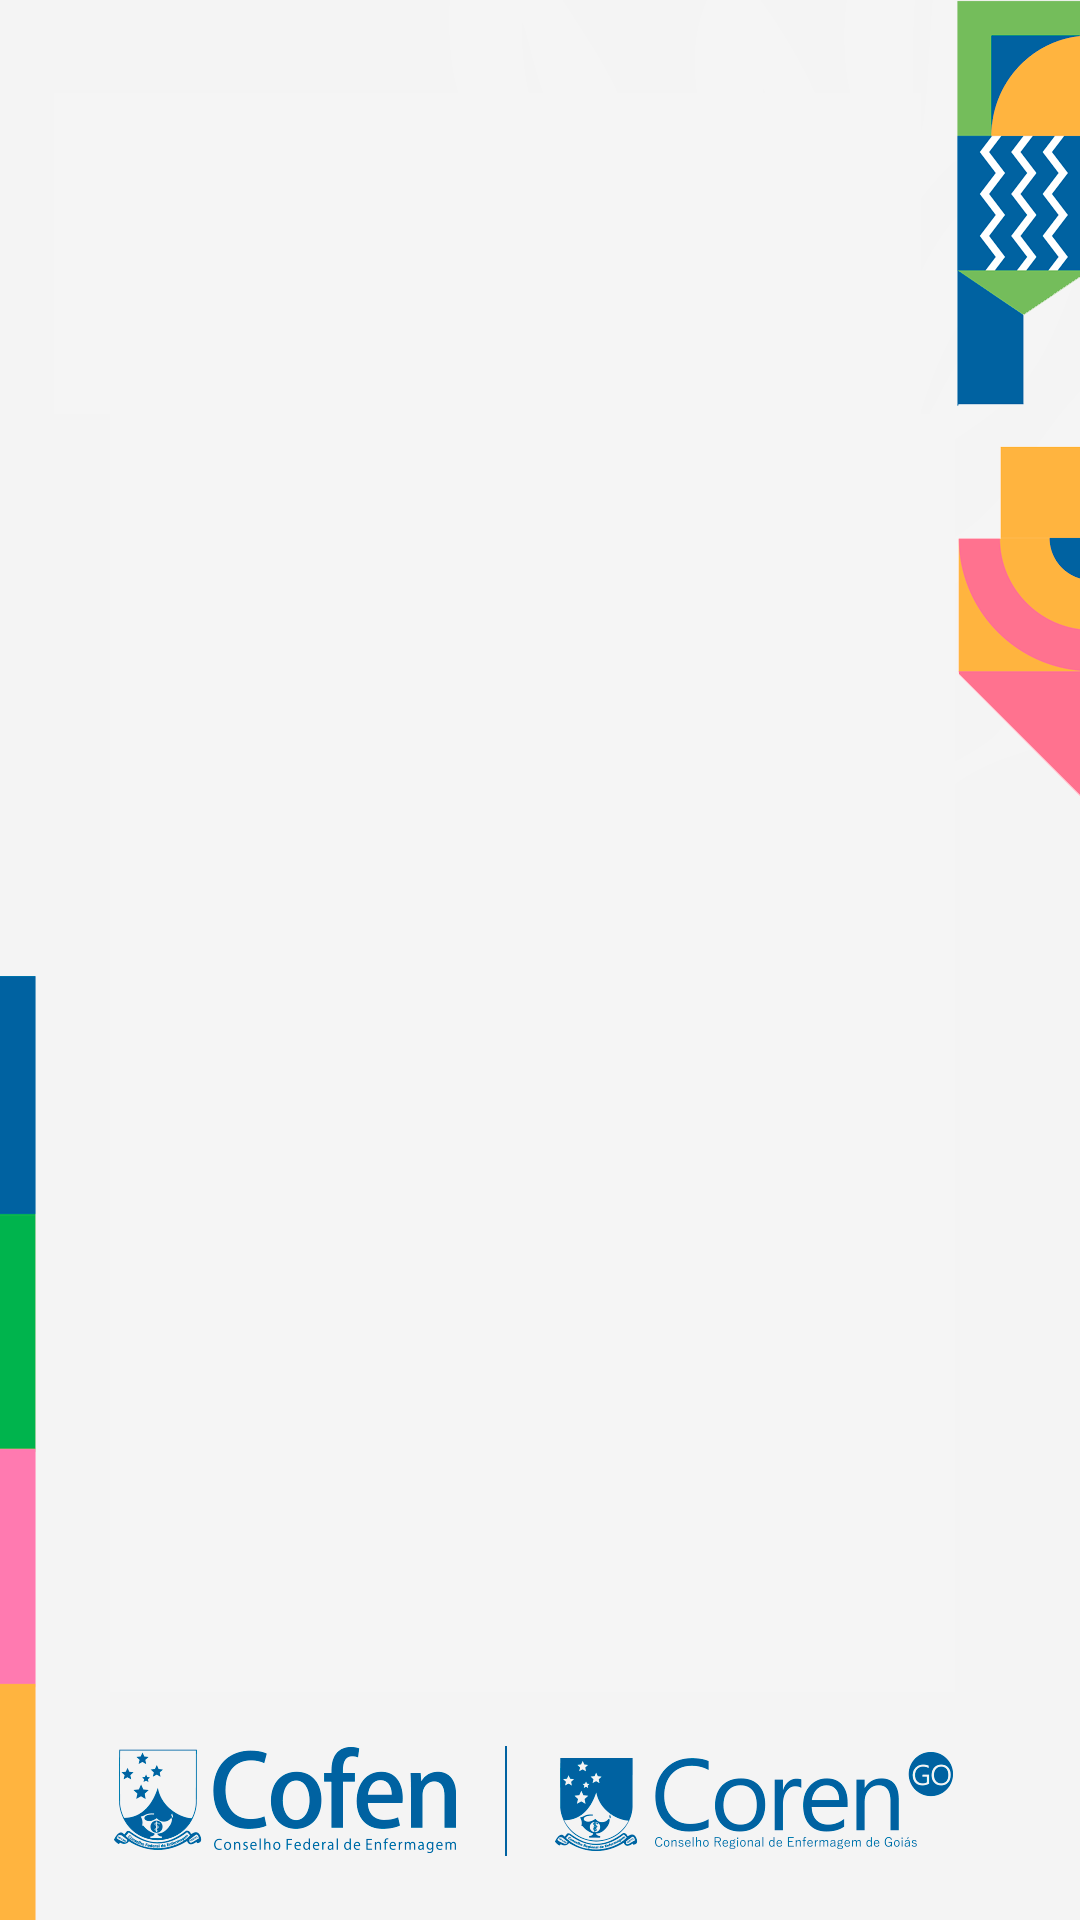 Cofen
Conselho Federal de Enfermagem
Coren GO
Conselho Regional de Enfermagem de Goiás